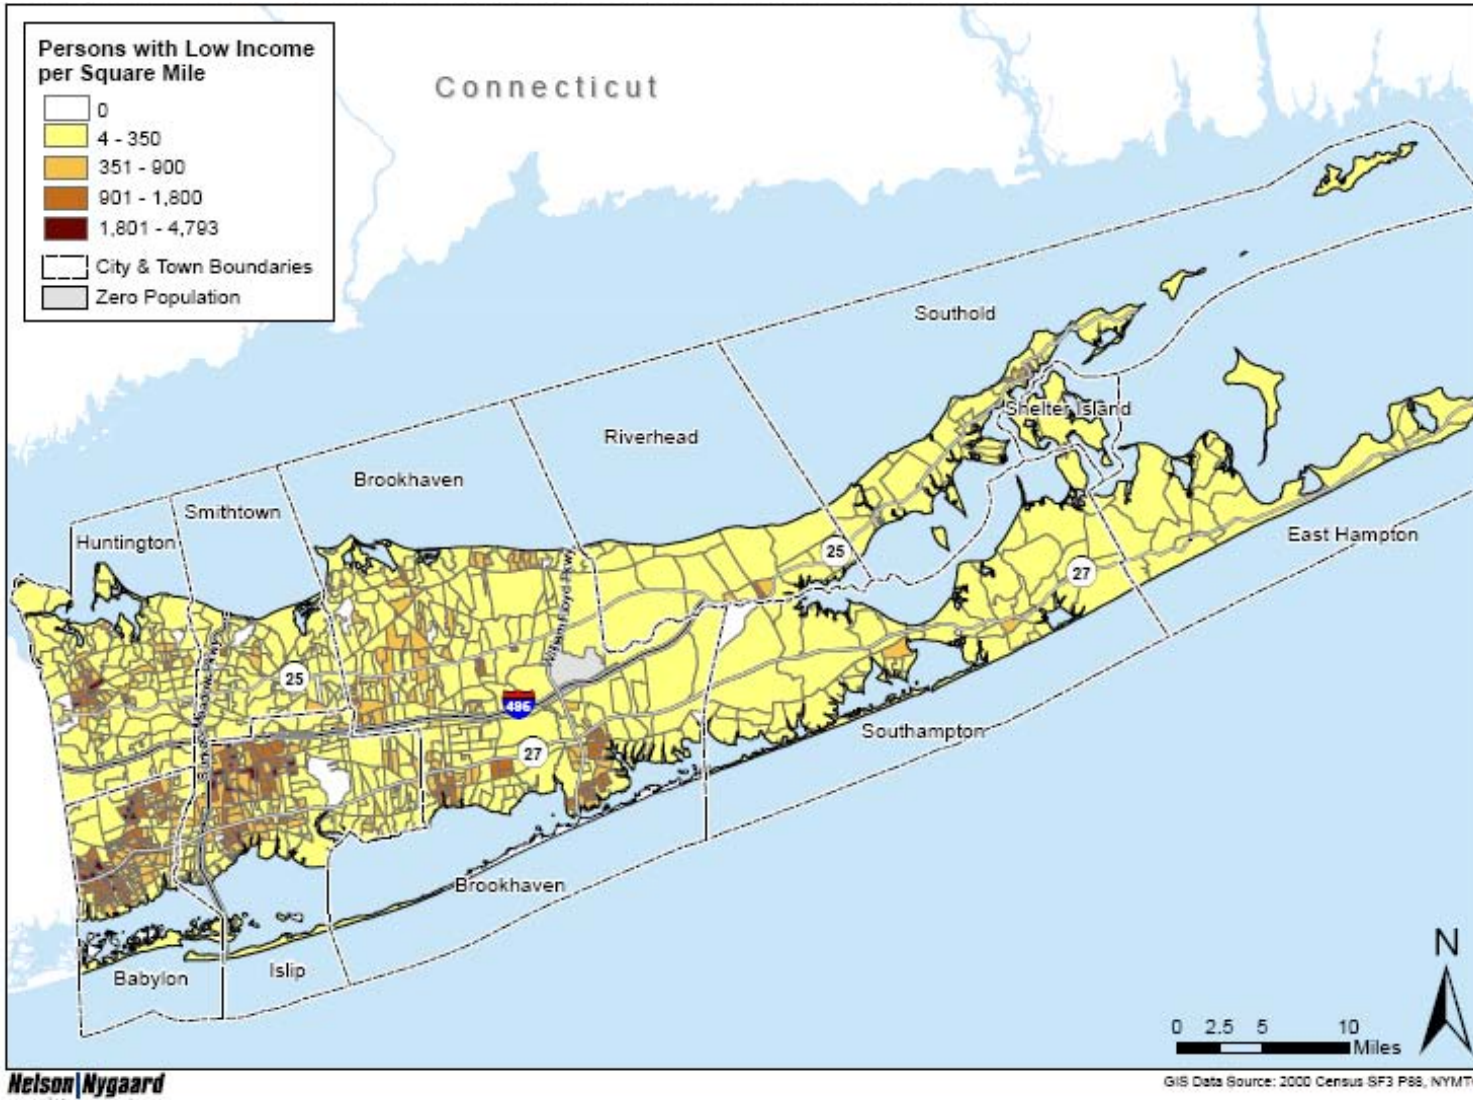 Persons with Low Income
per Square Mile
0
4 - 350
351 - 900
901 - 1,800
1,801 - 4,793
City & Town Boundaries
Zero Population
Connecticut
Southold
Shelter Island
Riverhead
Brookhaven
Smithtown
Huntington
East Hampton
25
27
William Floyd Pkwy
25
495
27
Southampton
Brookhaven
Babylon
Islip
N
0 2.5 5 10
Miles
Nelson|Nygaard
GIS Data Source: 2000 Census SF3 P88, NYMT